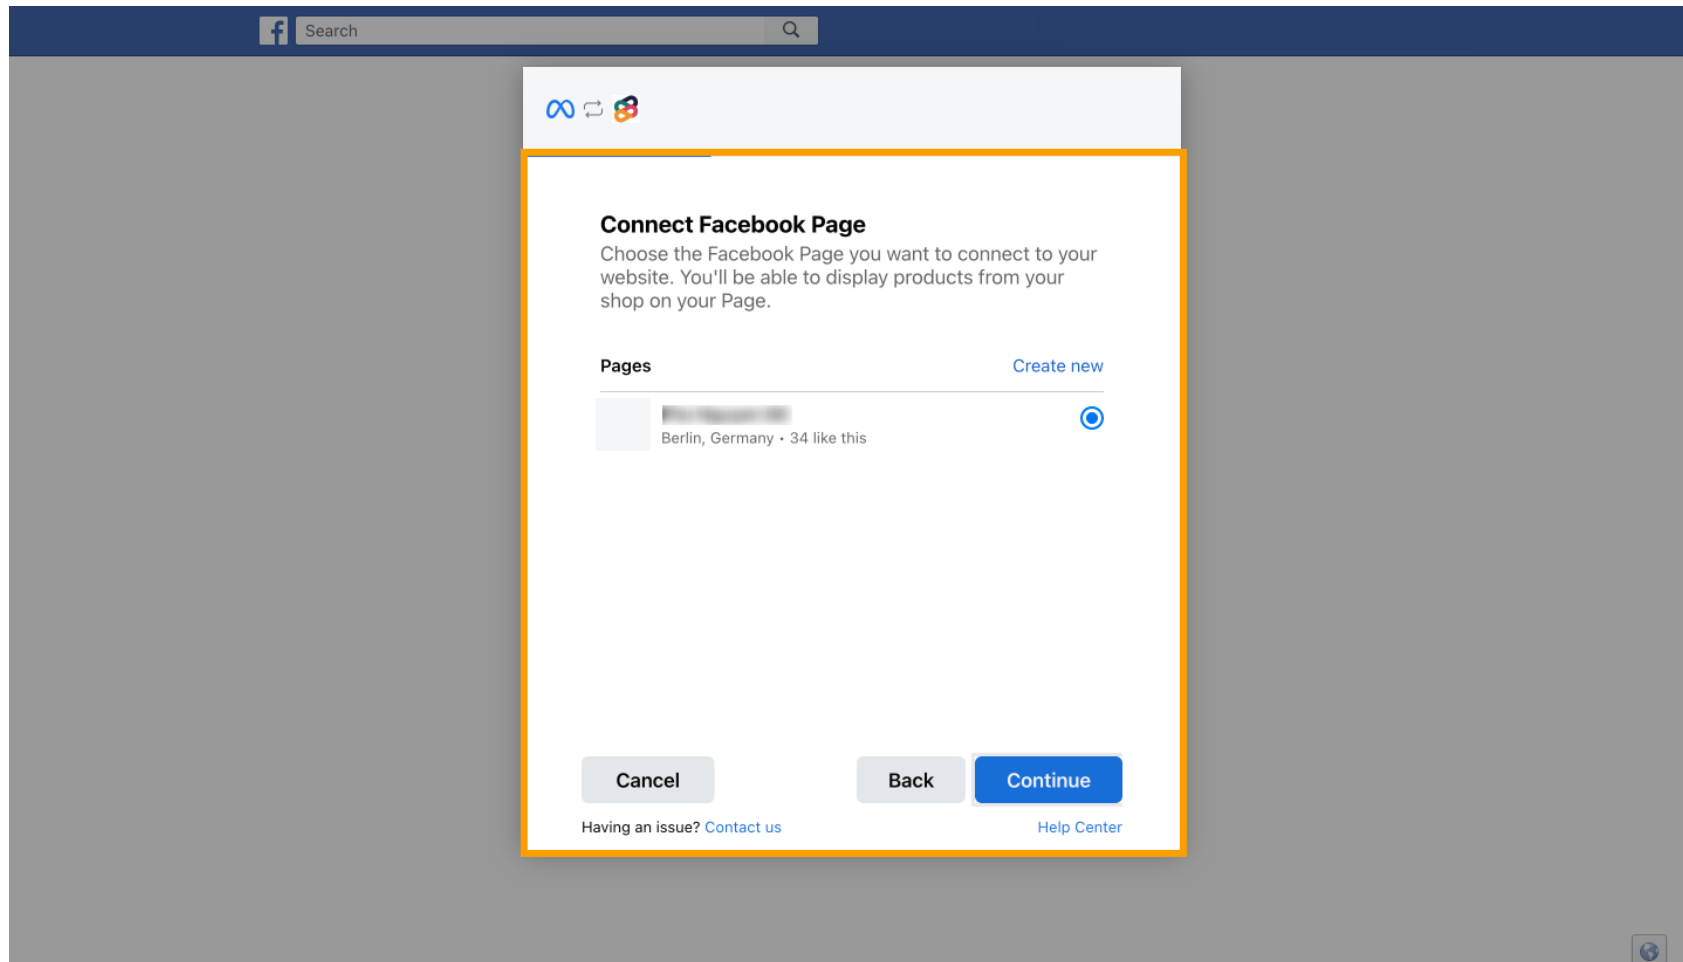 Search
Connect Facebook Page
Choose the Facebook Page you want to connect to your
website. You'll be able to display products from your
shop on your Page.
Pages
Create new
Berlin, Germany • 34 like this
Cancel
Back
Continue
Having an issue? Contact us
Help Center